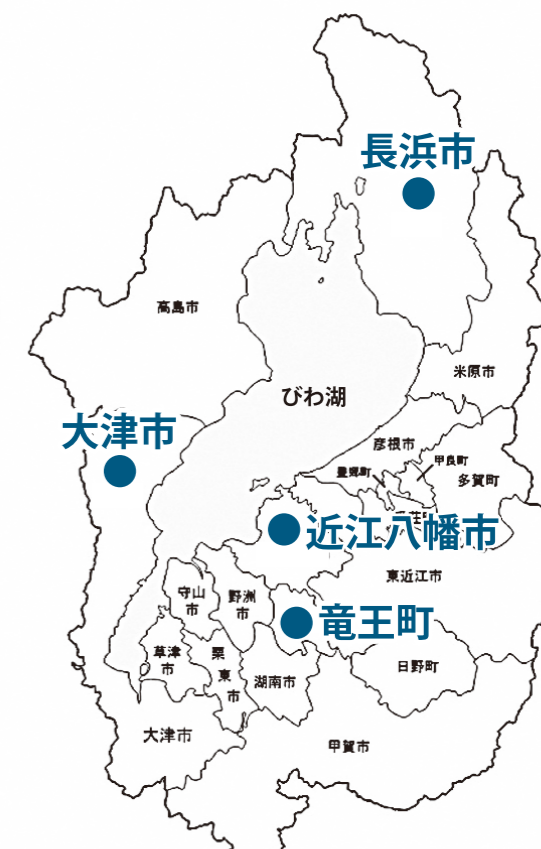 長浜市
高島市
米原市
びわ湖
大津市
彦根市
甲良町
豊郷町
多賀町
近江八幡市
東近江市
守山
市
野洲
市
竜王町
草津
市
栗
東
市
湖南市
日野町
大津市
甲賀市